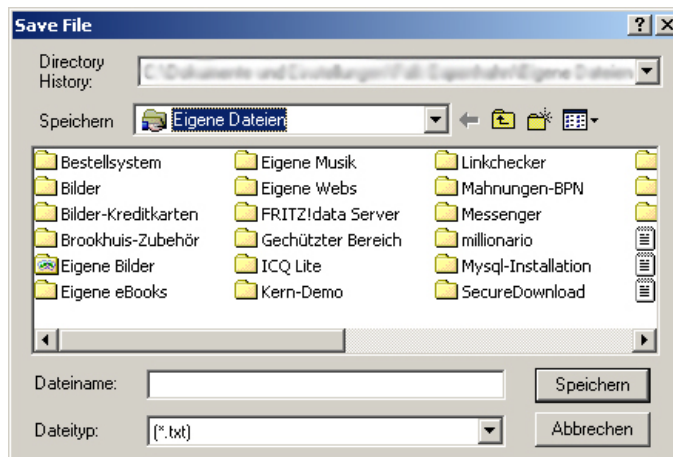 Save File
Directory
History:
Speichern Eigene Dateien
Bestellsystem Eigene Musik Linkchecker
Bilder Eigene Webs Mahnungen-BPN
Bilder-Kreditkarten FRITZ!data Server Messenger
Brookhuis-Zubehör Gechützter Bereich millionario
Eigene Bilder ICQ Lite Mysql-Installation
Eigene eBooks Kern-Demo SecureDownload
Dateiname: Speichern
Dateityp: (*.txt) Abbrechen